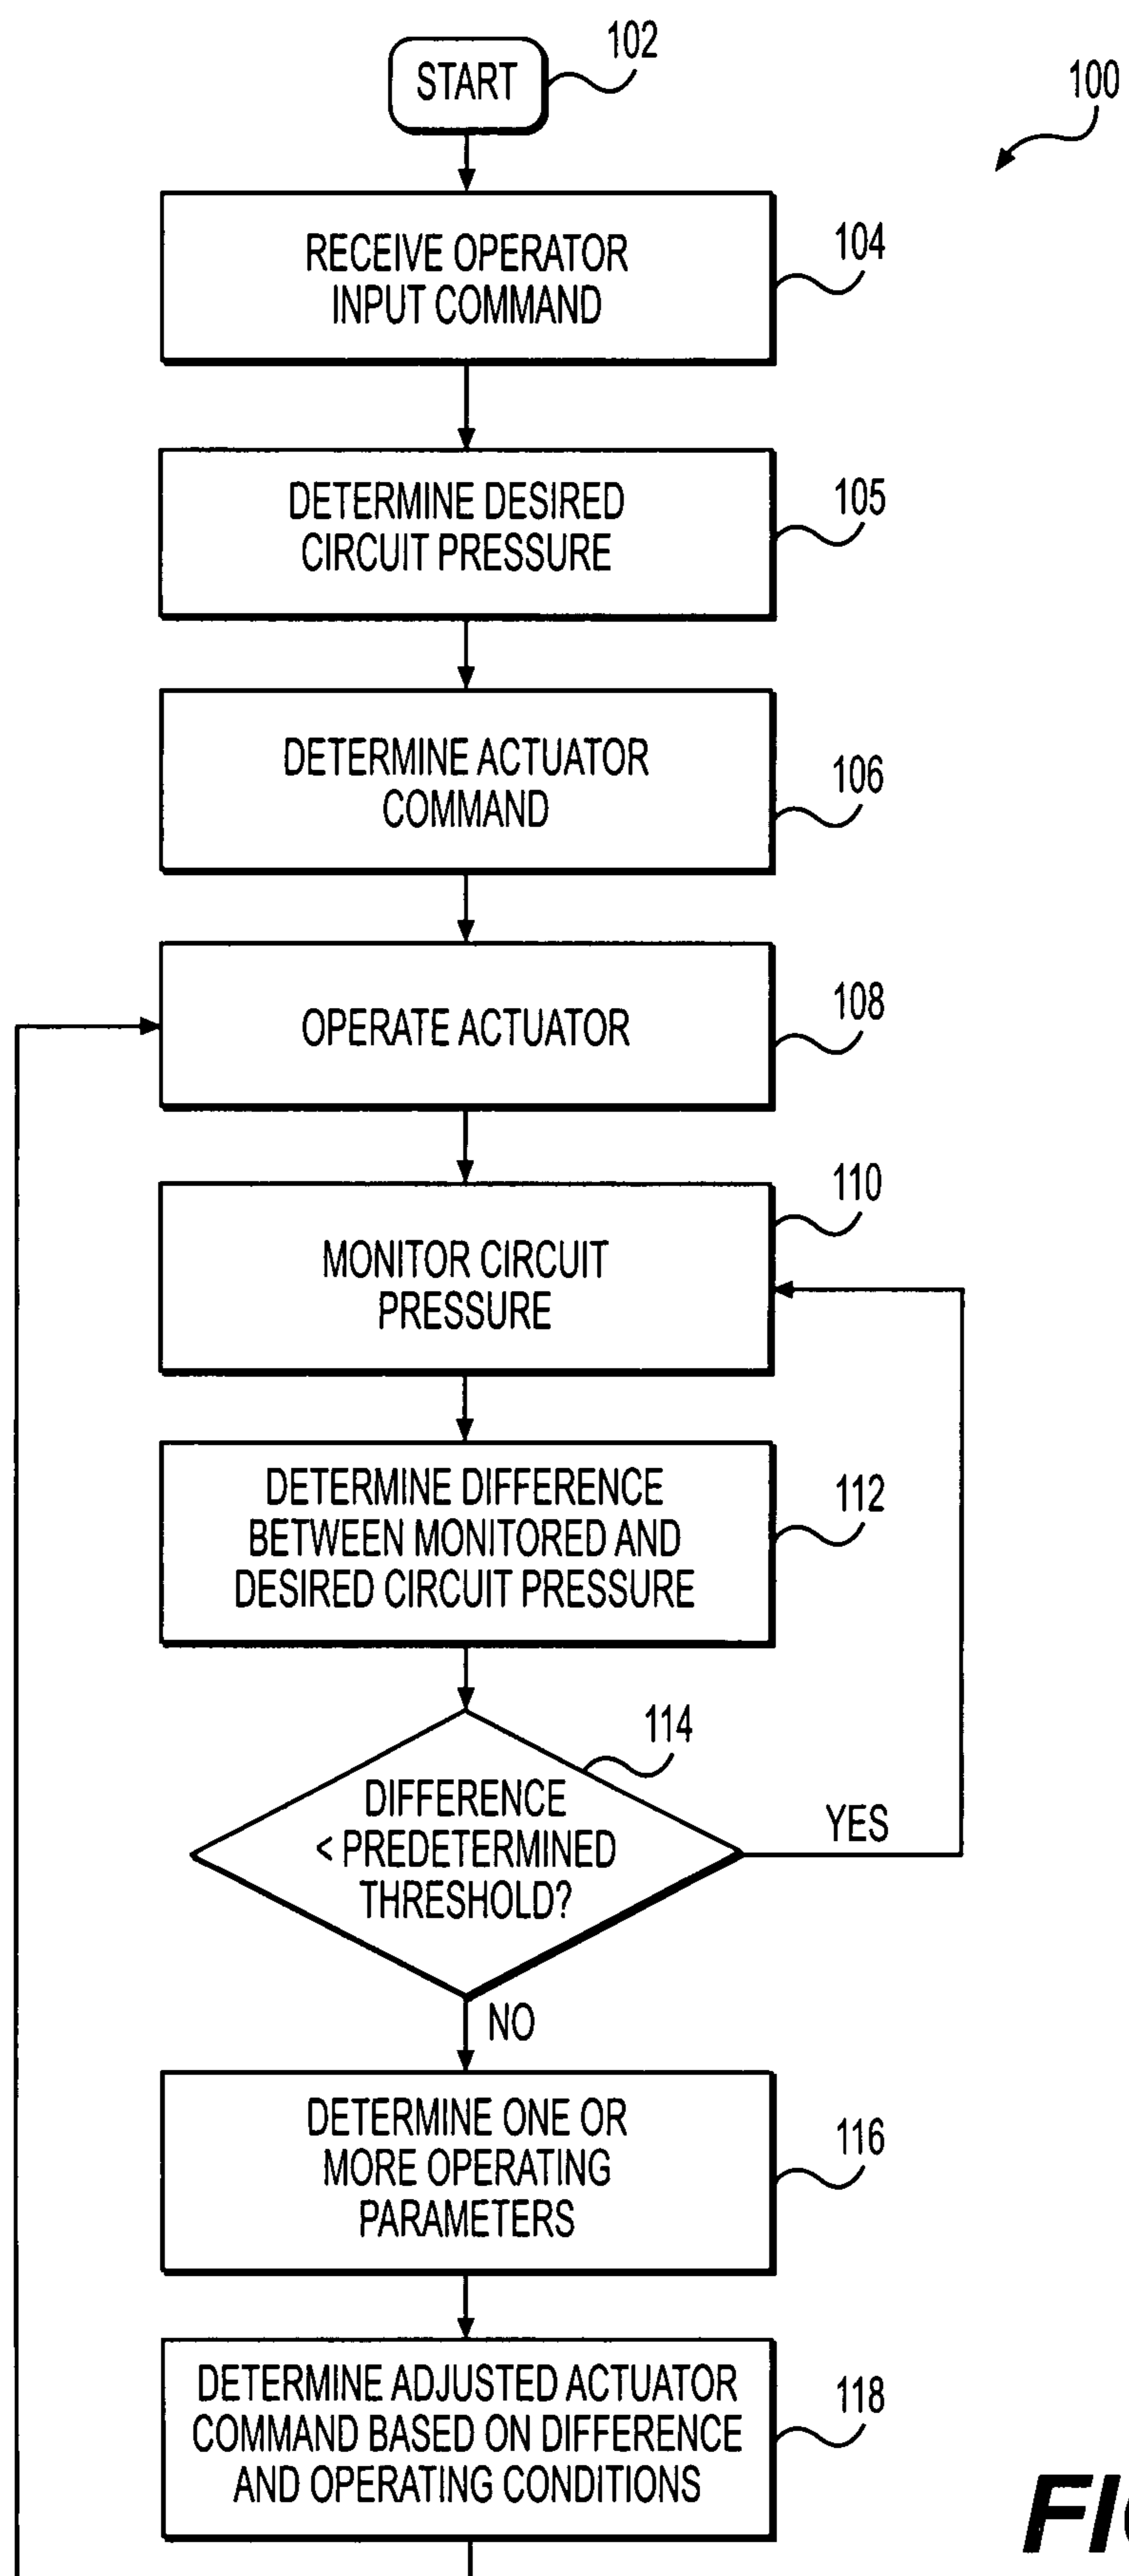 START
102
100
RECEIVE OPERATOR
INPUT COMMAND
104
DETERMINE DESIRED
CIRCUIT PRESSURE
105
DETERMINE ACTUATOR
COMMAND
106
OPERATE ACTUATOR
108
MONITOR CIRCUIT
PRESSURE
110
DETERMINE DIFFERENCE
BETWEEN MONITORED AND
DESIRED CIRCUIT PRESSURE
112
114
DIFFERENCE
< PREDETERMINED
THRESHOLD?
YES
NO
DETERMINE ONE OR
MORE OPERATING
PARAMETERS
116
DETERMINE ADJUSTED ACTUATOR
COMMAND BASED ON DIFFERENCE
AND OPERATING CONDITIONS
118